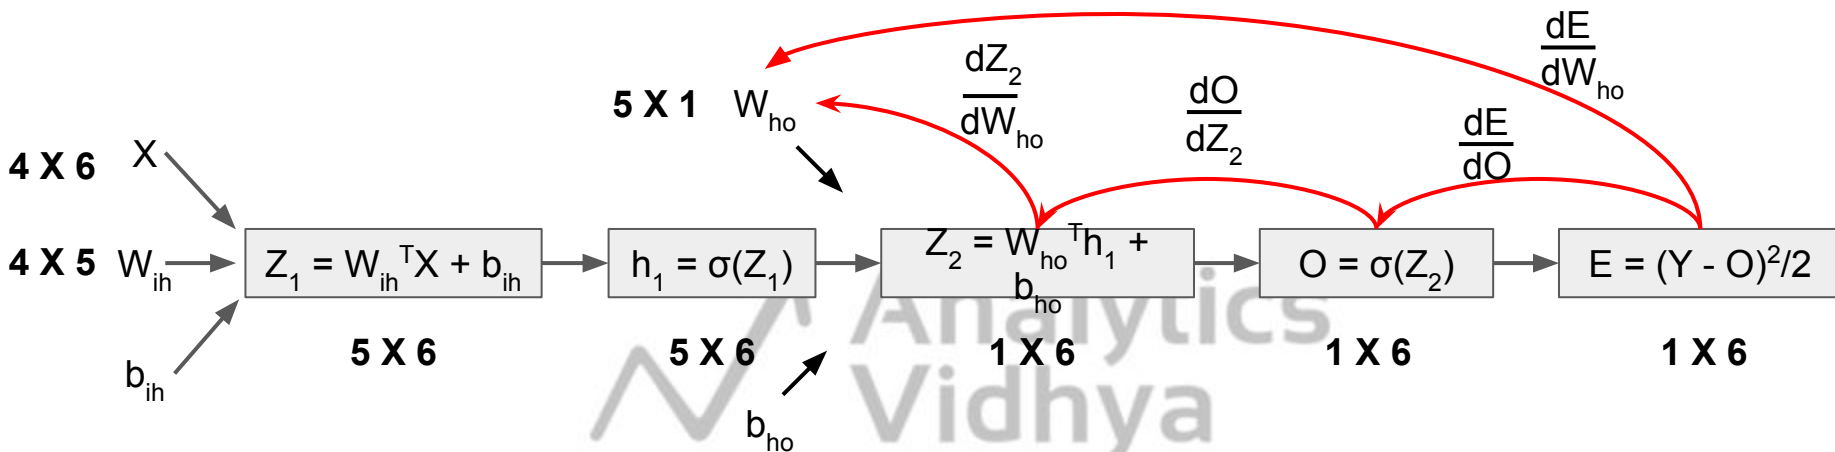 dE
dW_ho
dZ_2
dW_ho
dO
dZ_2
dE
dO
5 X 1 W_ho
4 X 6 X
4 X 5 W_ih
Z_1 = W_ih^T X + b_ih
h_1 = σ(Z_1)
Z_2 = W_ho^T h_1 +
b_ho
O = σ(Z_2)
E = (Y - O)^2/2
5 X 6
5 X 6
1 X 6
1 X 6
1 X 6
b_ih
b_ho
Analytics
Vidhya